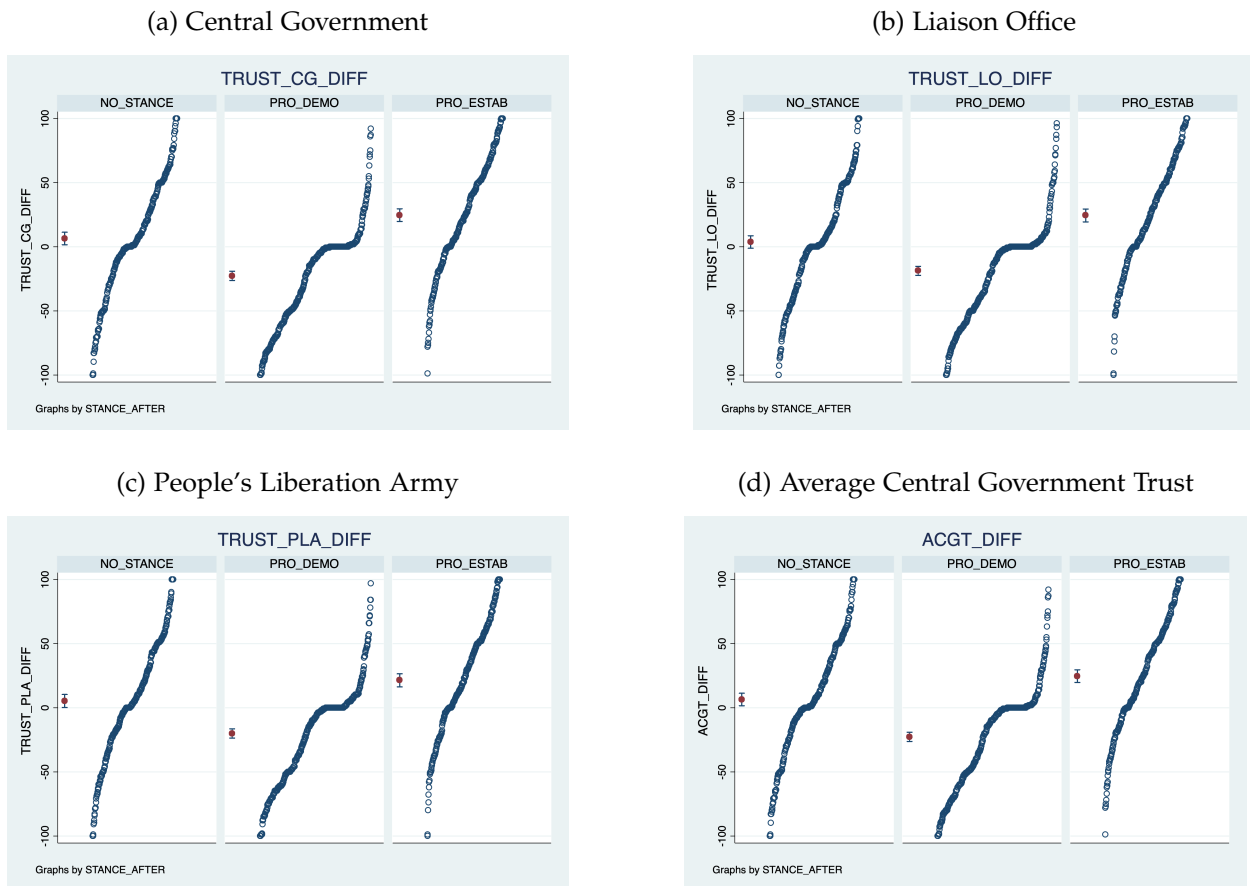 (a) Central Government
TRUST_CG_DIFF
NO_STANCE PRO_DEMO PRO_ESTAB
TRUST_CG_DIFF
100
50
0
-50
-100
Graphs by STANCE_AFTER
(b) Liaison Office
TRUST_LO_DIFF
NO_STANCE PRO_DEMO PRO_ESTAB
TRUST_LO_DIFF
100
50
0
-50
-100
Graphs by STANCE_AFTER
(c) People's Liberation Army
TRUST_PLA_DIFF
NO_STANCE PRO_DEMO PRO_ESTAB
TRUST_PLA_DIFF
100
50
0
-50
-100
Graphs by STANCE_AFTER
(d) Average Central Government Trust
ACGT_DIFF
NO_STANCE PRO_DEMO PRO_ESTAB
ACGT_DIFF
100
50
0
-50
-100
Graphs by STANCE_AFTER